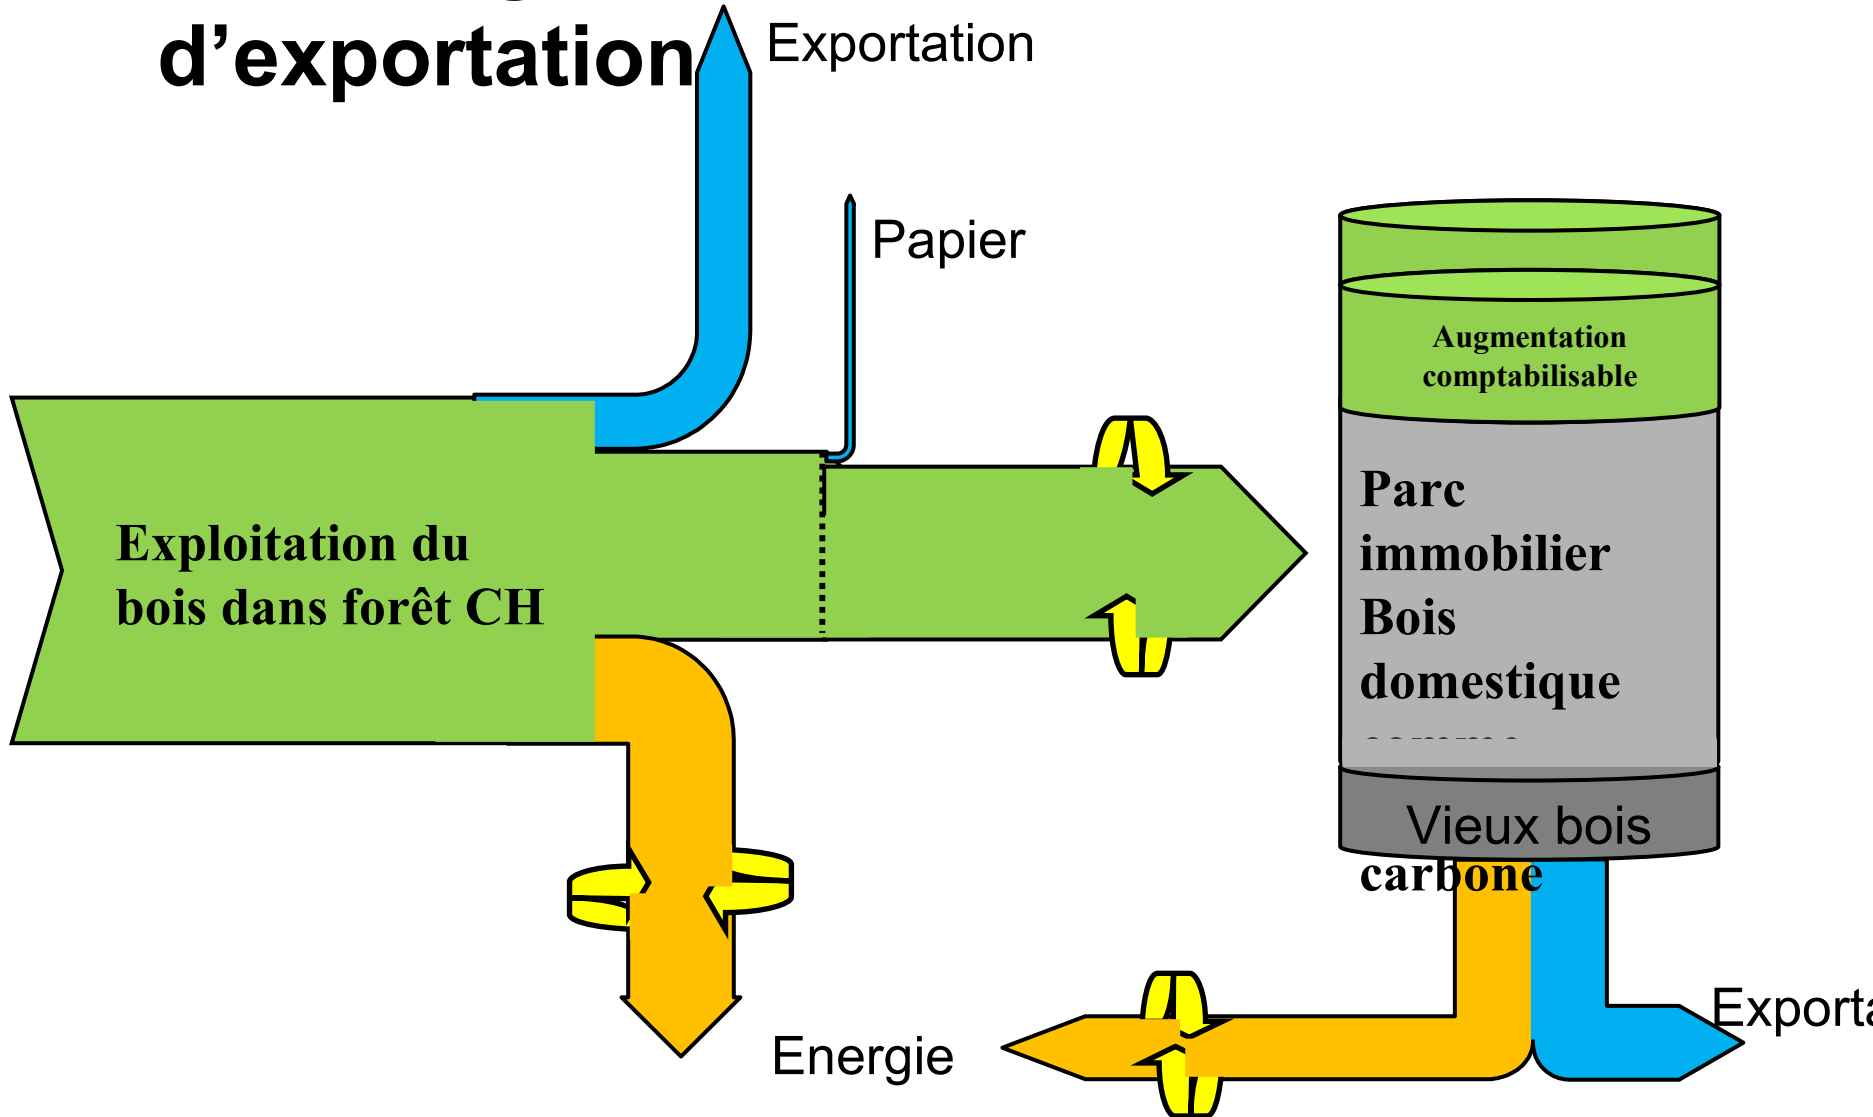 d’exportation
Exportation
Papier
Augmentation
comptabilisable
Exploitation du
bois dans forêt CH
Parc
immobilier
Bois
domestique
Vieux bois
carbone
Energie
Exporta